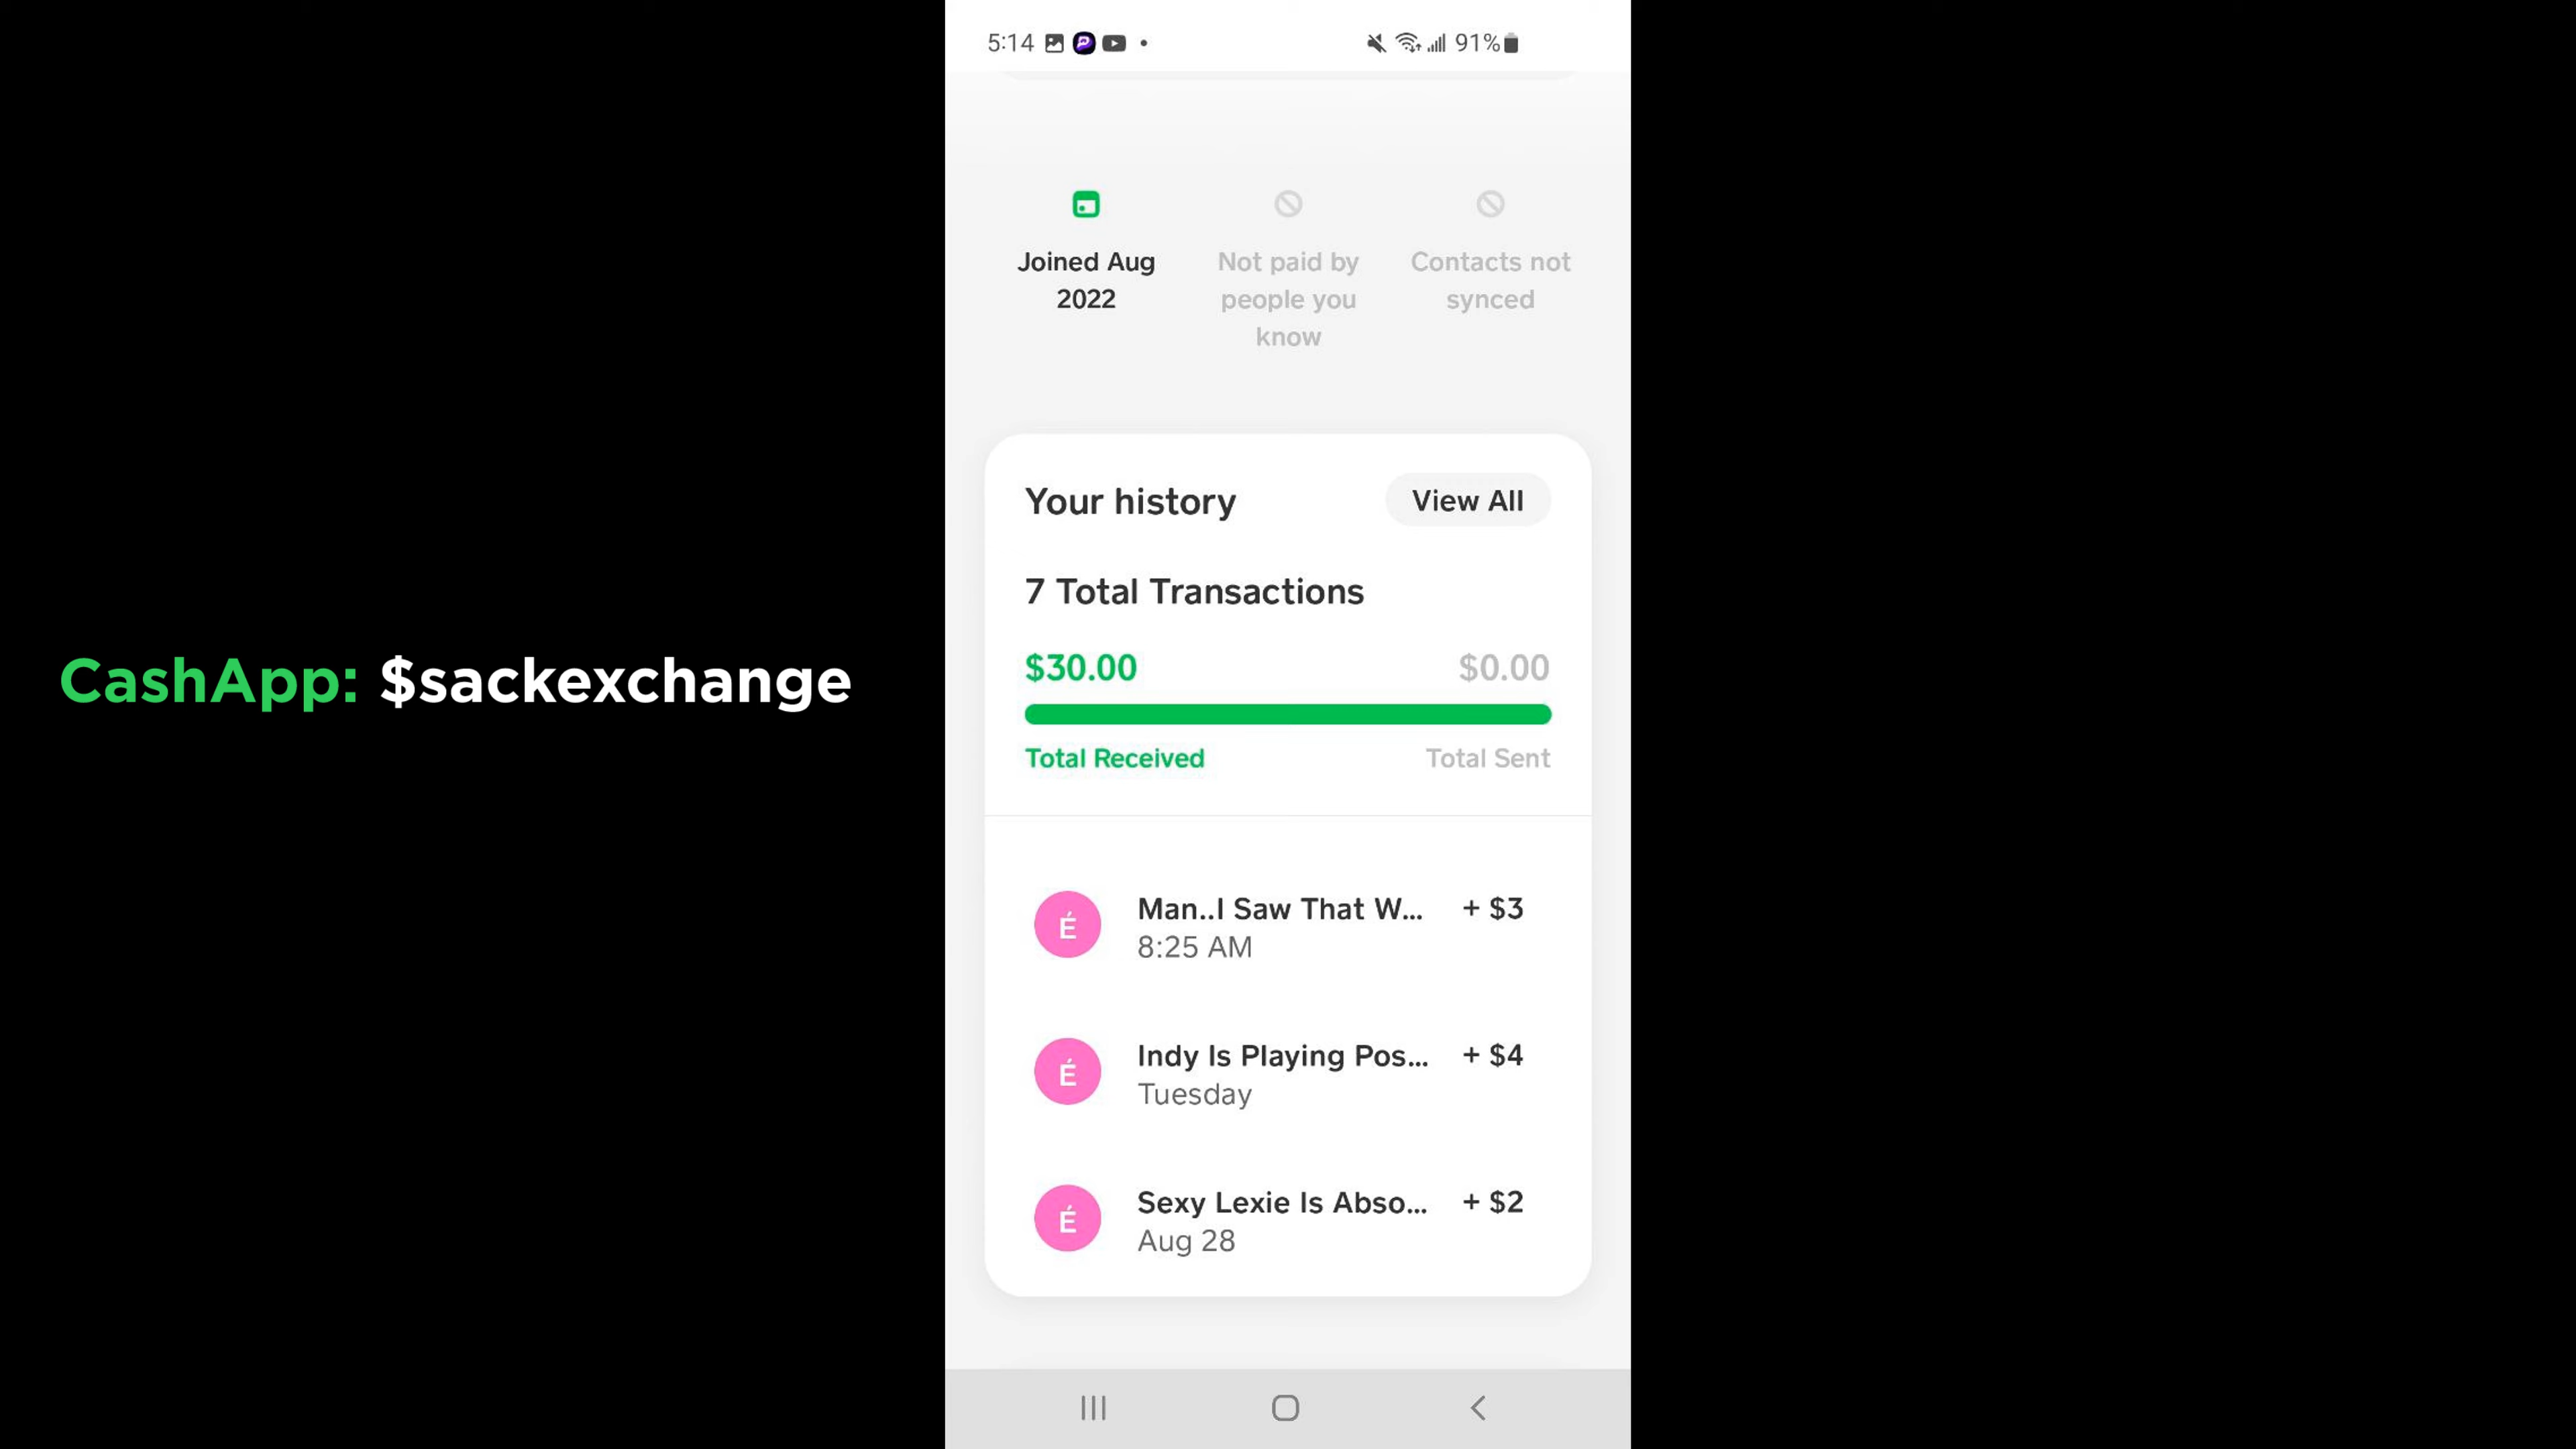 5:14
91%
Joined Aug
2022
Not paid by
people you
know
Contacts not
synced
CashApp: $sackexchange
Your history
View All
7 Total Transactions
$30.00
$0.00
Total Received
Total Sent
É
Man..I Saw That W...
+ $3
8:25 AM
É
Indy Is Playing Pos...
+ $4
Tuesday
É
Sexy Lexie Is Abso...
+ $2
Aug 28